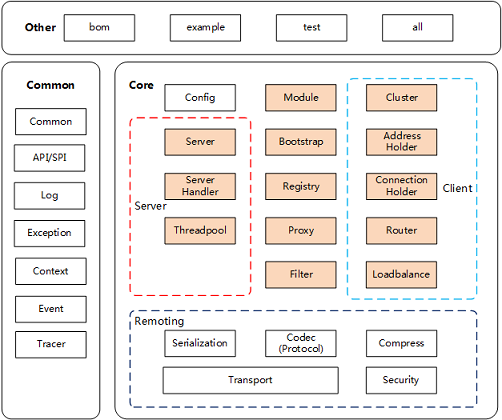 Other
bom
example
test
all
Common
Common
API/SPI
Log
Exception
Context
Event
Tracer
Core
Config
Module
Cluster
Server
Bootstrap
Address
Holder
Server
Handler
Registry
Connection
Holder
Client
Server
Threadpool
Proxy
Router
Filter
Loadbalance
Remoting
Serialization
Codec
(Protocol)
Compress
Transport
Security